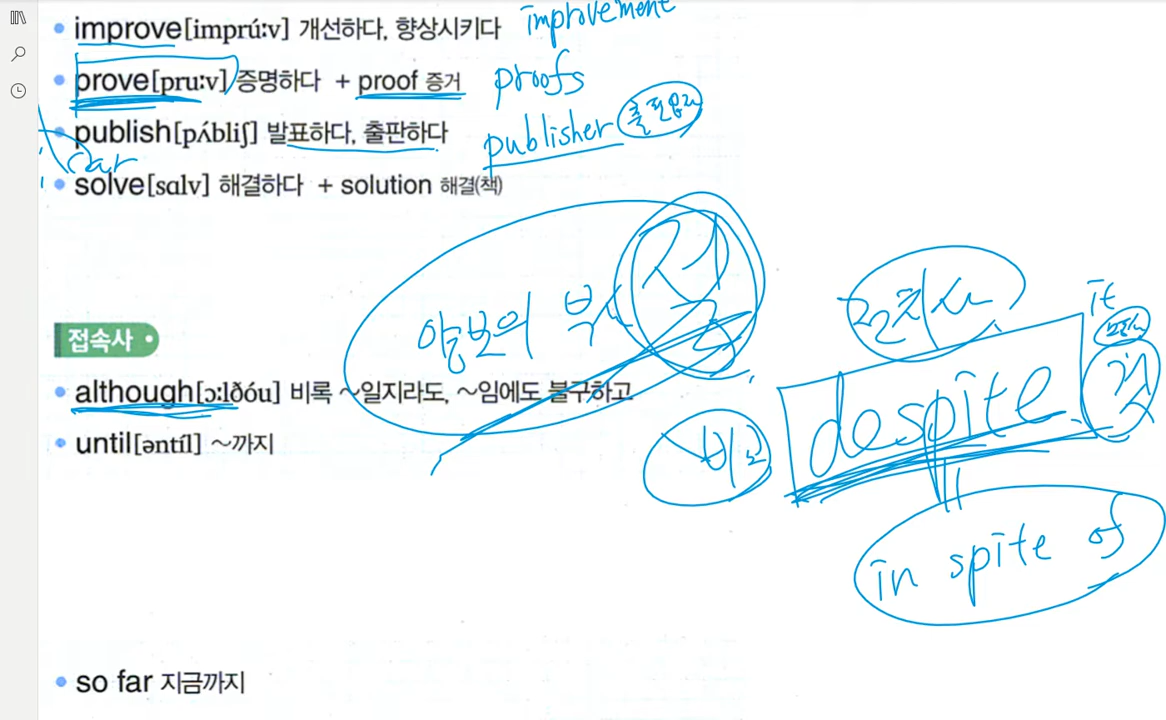 improve[imprúːv] 개선하다, 향상시키다 improvement
prove[pruːv] 증명하다 + proof 증거 proofs
publish[pʌ́bliʃ] 발표하다, 출판하다 publisher
solve[sɑlv] 해결하다 + solution 해결(책)
양보의 부사절
전치사
접속사
although[ɔːlðóu] 비록 ~일지라도, ~임에도 불구하고
despite
it
until[əntíl] ~까지
비교
in spite of
so far 지금까지